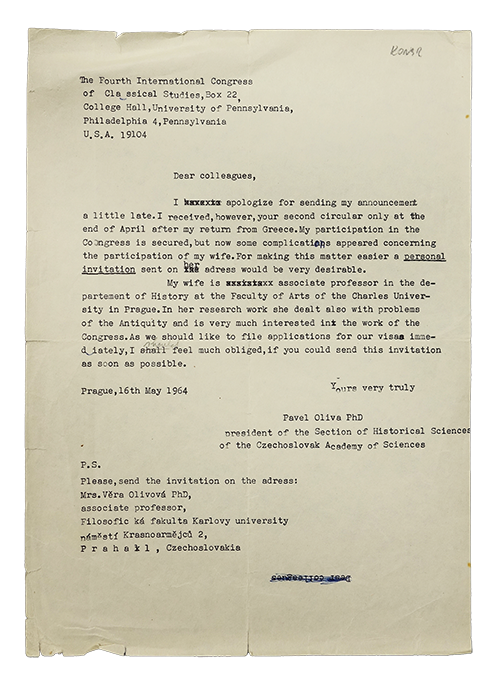 The Fourth International Congress
of Classical Studies,Box 22,
College Hall,University of Pennsylvania,
Philadelphia 4,Pennsylvania
U.S.A. 19104
Dear colleagues,
I apologize for sending my announcement
a little late.I received,however,your second circular only at the
end of April after my return from Greece.My participation in the
Congress is secured,but now some complications appeared concerning
the participation of my wife.For making this matter easier a personal
invitation sent on her adress would be very desirable.
My wife is associate professor in the de-
partement of History at the Faculty of Arts of the Charles Univer-
sity in Prague.In her research work she dealt also with problems
of the Antiquity and is very much interested in the work of the
Congress.As we should like to file applications for our visas imme-
diately,I should feel much obliged,if you could send this invitation
as soon as possible.
Prague,16th May 1964
Yours very truly
Pavel Oliva PhD
president of the Section of Historical Sciences
of the Czechoslovak Academy of Sciences
P.S.
Please,send the invitation on the adress:
Mrs.Věra Olivová PhD,
associate professor,
Filosofic ká fakulta Karlovy university
náměstí Krasnoarmějců 2,
P r a h a 1 , Czechoslovakia
Dear colleagues